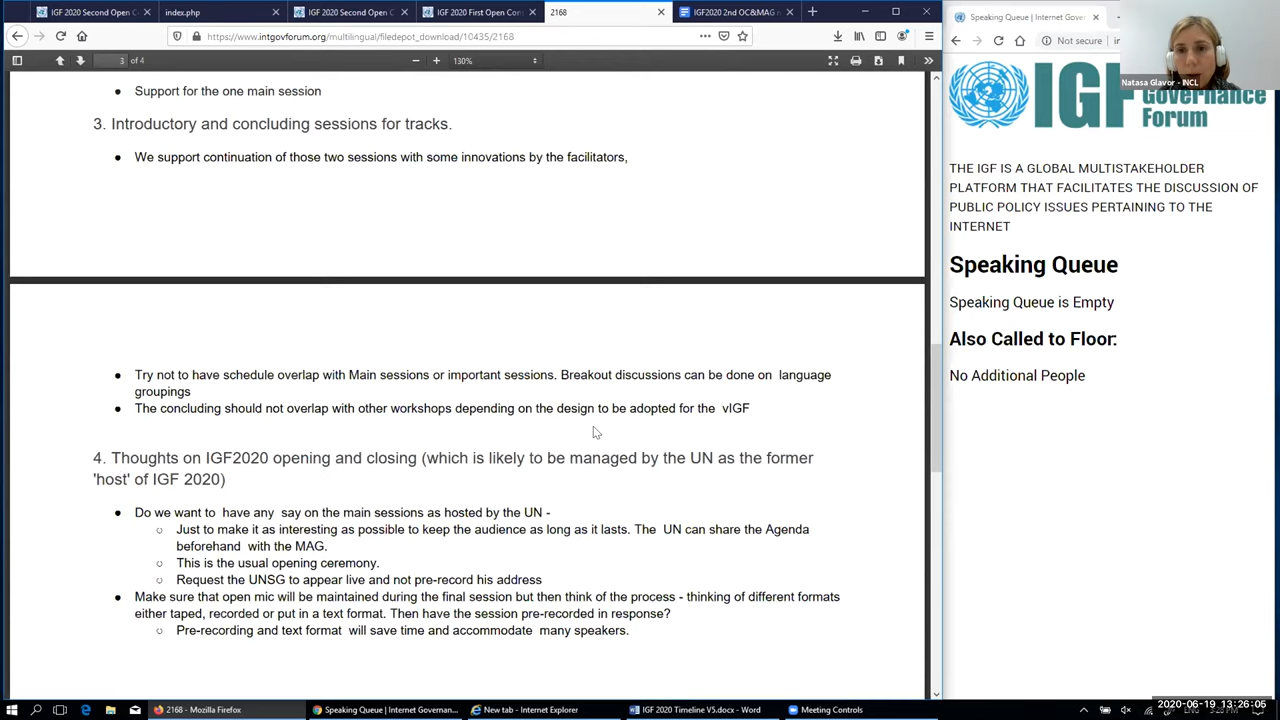 IGF 2020 Second Open C
index.php
IGF 2020 Second Open C
IGF 2020 First Open Con
2168
IGF2020 2nd OC&MAG
https://www.intgovforum.org/multilingual/filedepot_download/10435/2168
3 of 4
130%
Support for the one main session
3. Introductory and concluding sessions for tracks.
We support continuation of those two sessions with some innovations by the facilitators,
Try not to have schedule overlap with Main sessions or important sessions. Breakout discussions can be done on language
groupings
The concluding should not overlap with other workshops depending on the design to be adopted for the vIGF
4. Thoughts on IGF2020 opening and closing (which is likely to be managed by the UN as the former
'host' of IGF 2020)
Do we want to have any say on the main sessions as hosted by the UN -
Just to make it as interesting as possible to keep the audience as long as it lasts. The UN can share the Agenda
beforehand with the MAG.
This is the usual opening ceremony.
Request the UNSG to appear live and not pre-record his address
Make sure that open mic will be maintained during the final session but then think of the process - thinking of different formats
either taped, recorded or put in a text format. Then have the session pre-recorded in response?
Pre-recording and text format will save time and accommodate many speakers.
Speaking Queue | Internet Gover
Not secure
Natasa Glavor - INCL
IGF
Governance
Forum
THE IGF IS A GLOBAL MULTISTAKEHOLDER
PLATFORM THAT FACILITATES THE DISCUSSION OF
PUBLIC POLICY ISSUES PERTAINING TO THE
INTERNET
Speaking Queue
Speaking Queue is Empty
Also Called to Floor:
No Additional People
2168 - Mozilla Firefox
Speaking Queue | Internet Governan...
New tab - Internet Explorer
IGF 2020 Timeline V5.docx - Word
Meeting Controls
2020-06-19 13:26:05